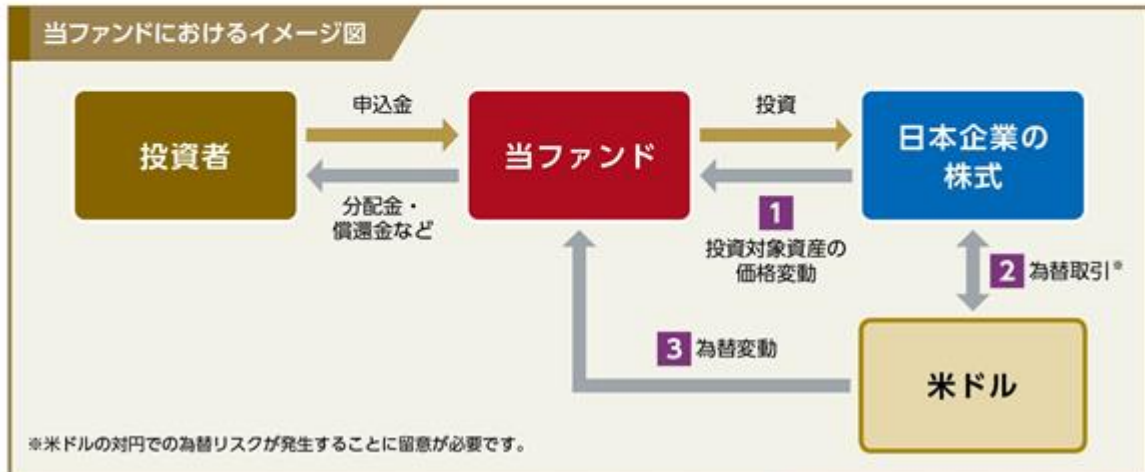 当ファンドにおけるイメージ図
投資者
申込金
分配金・
償還金など
当ファンド
投資
1
投資対象資産の
価格変動
日本企業の
株式
2 為替取引※
3 為替変動
米ドル
※米ドルの対円での為替リスクが発生することに留意が必要です。